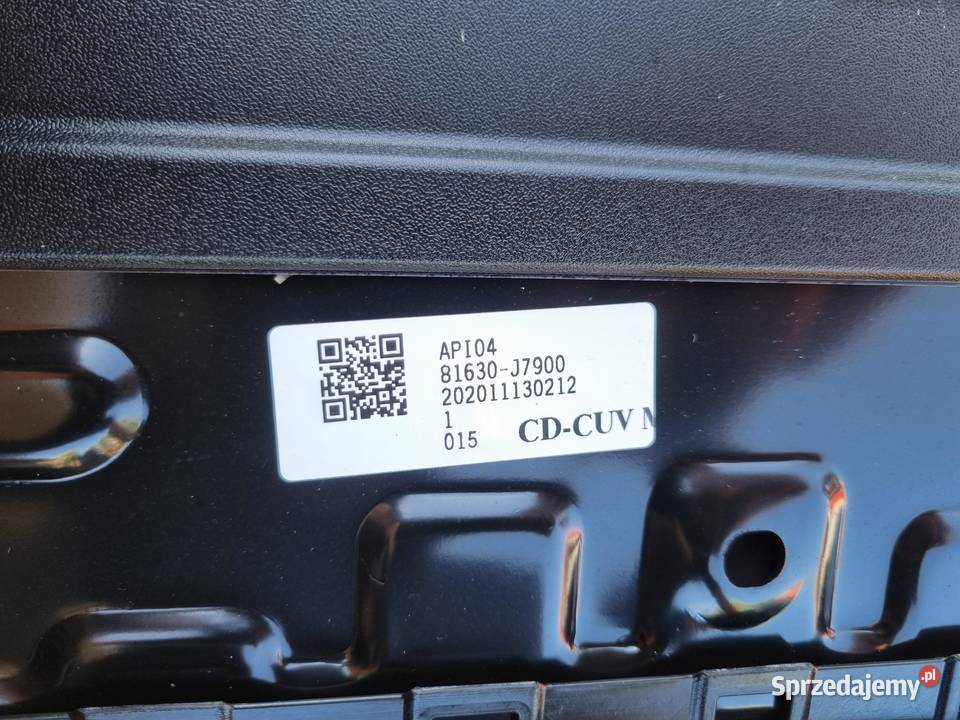 API04
81630-J7900
202011130212
1
015 CD-CUV
Sprzedajemy.pl